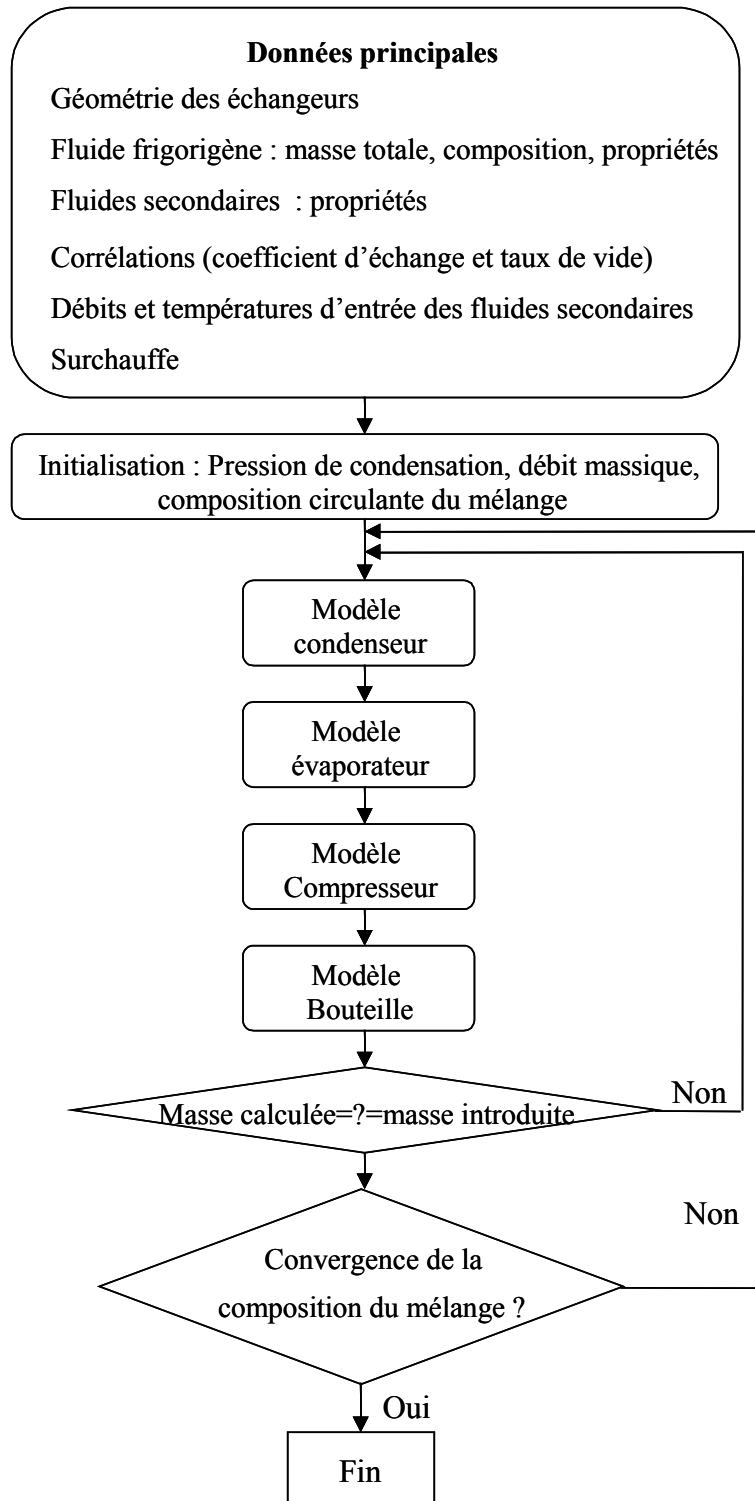 Données principales
Géométrie des échangeurs
Fluide frigorigène : masse totale, composition, propriétés
Fluides secondaires  : propriétés
Corrélations (coefficient d’échange et taux de vide)
Débits et températures d’entrée des fluides secondaires
Surchauffe
Initialisation : Pression de condensation, débit massique,
composition circulante du mélange
Modèle
condenseur
Modèle
évaporateur
Modèle
Compresseur
Modèle
Bouteille
Masse calculée=?=masse introduite
Non
Non
Convergence de la
composition du mélange ?
Oui
Fin